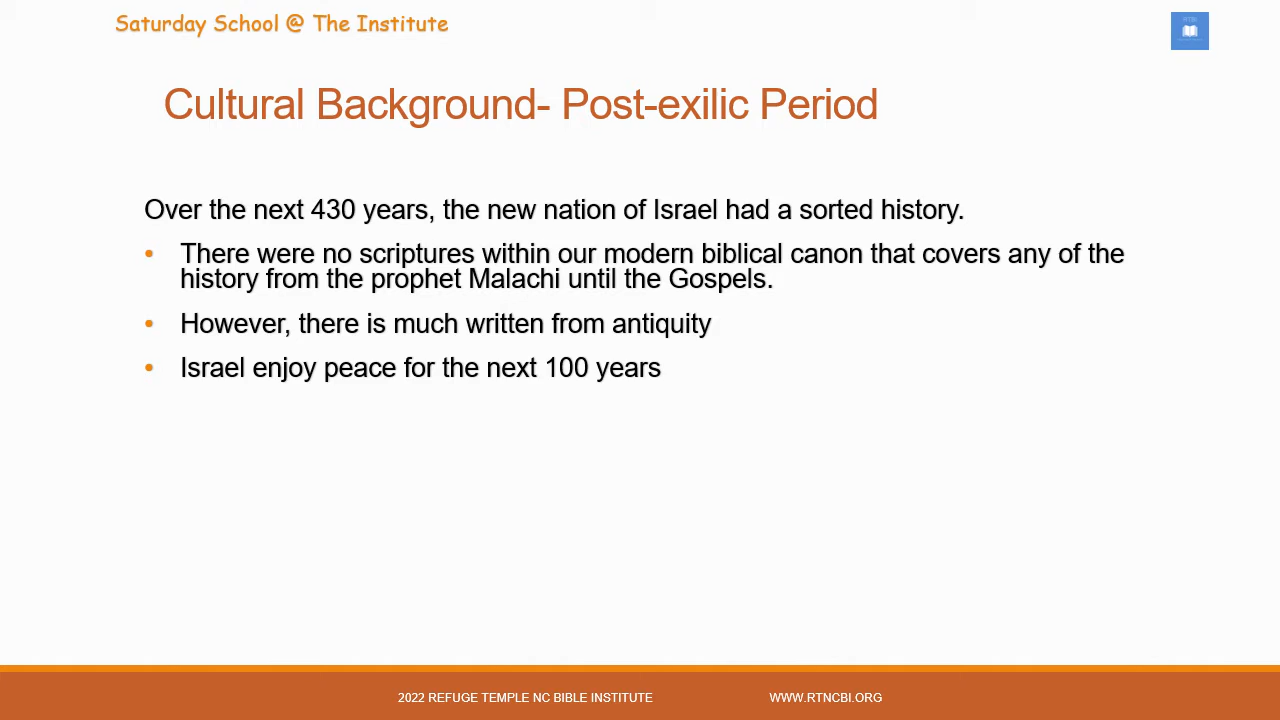 Saturday School @ The Institute
Cultural Background- Post-exilic Period
Over the next 430 years, the new nation of Israel had a sorted history.
• There were no scriptures within our modern biblical canon that covers any of the
history from the prophet Malachi until the Gospels.
• However, there is much written from antiquity
• Israel enjoy peace for the next 100 years
2022 REFUGE TEMPLE NC BIBLE INSTITUTE WWW.RTNCBI.ORG